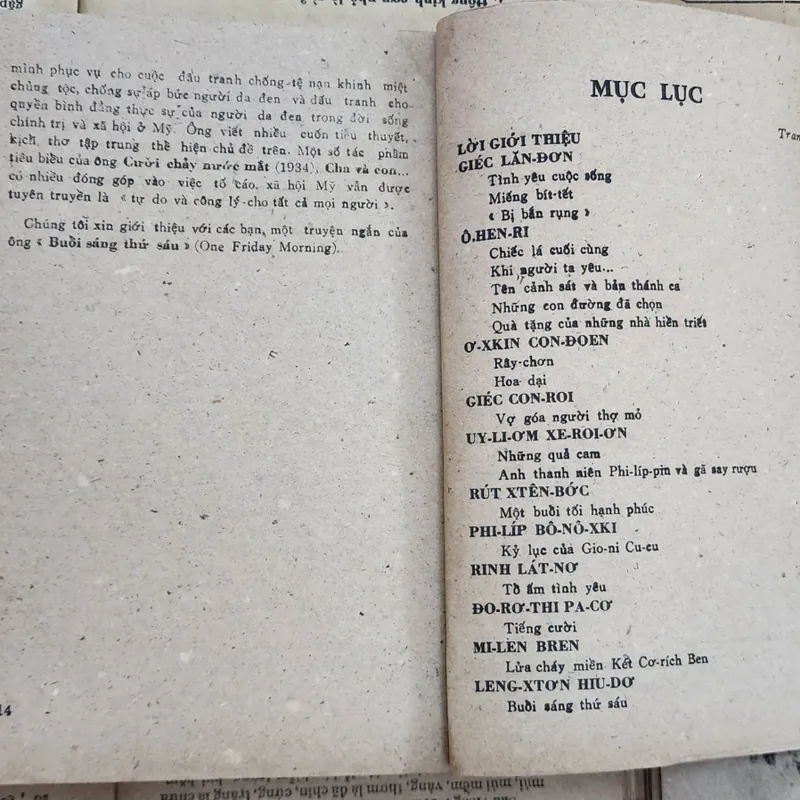 mình phục vụ cho cuộc đấu tranh chống tệ nạn khinh miệt
chủng tộc, chống sự áp bức người da đen và đấu tranh cho
quyền bình đẳng thực sự của người da đen trong đời sống
chính trị và xã hội ở Mỹ. Ông viết nhiều cuốn tiểu thuyết,
kịch, thơ tập trung thể hiện chủ đề trên. Một số tác phẩm
tiêu biểu của ông Cười chảy nước mắt (1934), Cha và con...
có nhiều đóng góp vào việc tố cáo xã hội Mỹ vẫn được
tuyên truyền là « tự do và công lý cho tất cả mọi người ».
Chúng tôi xin giới thiệu với các bạn, một truyện ngắn của
ông « Buổi sáng thứ sáu » (One Friday Morning).
14
MỤC LỤC
Tran
LỜI GIỚI THIỆU
GIÉC LĂN-ĐƠN
Tình yêu cuộc sống
Miếng bít-tết
« Bị bắn rụng »
Ô.HEN-RI
Chiếc lá cuối cùng
Khi người ta yêu...
Tên cảnh sát và bản thánh ca
Những con đường đã chọn
Quà tặng của những nhà hiền triết
Ơ-XKIN CON-ĐOEN
Rây-chơn
Hoa dại
GIÉC CON-ROI
Vợ góa người thợ mỏ
UY-LI-ƠM XE-ROI-ƠN
Những quả cam
Anh thanh niên Phi-líp-pin và gã say rượu
RÚT XTÊN-BỚC
Một buổi tối hạnh phúc
PHI-LÍP BÔ-NÔ-XKI
Kỷ lục của Gio-ni Cu-cu
RINH LÁT-NƠ
Tổ ấm tình yêu
ĐO-RƠ-THI PA-CƠ
Tiếng cười
MI-LEN BREN
Lửa cháy miền Kết Cơ-rích Ben
LENG-XTƠN HIU-DƠ
Buổi sáng thứ sáu